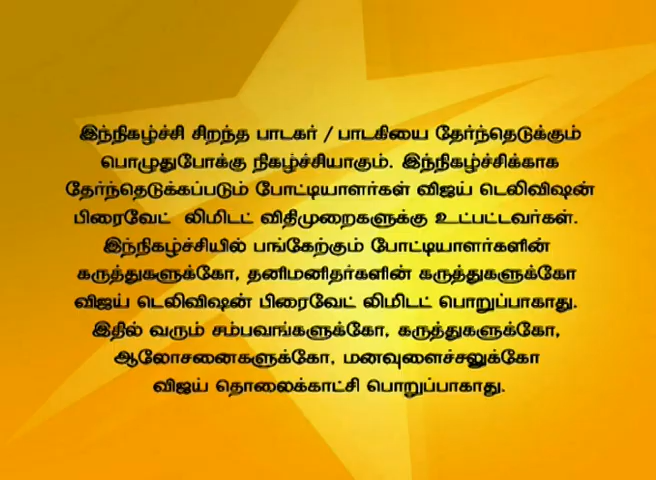 இந்நிகழ்ச்சி சிறந்த பாடகர் / பாடகியை தேர்ந்தெடுக்கும்
பொழுதுபோக்கு நிகழ்ச்சியாகும். இந்நிகழ்ச்சிக்காக
தேர்ந்தெடுக்கப்படும் போட்டியாளர்கள் விஜய் டெலிவிஷன்
பிரைவேட் லிமிடட் விதிமுறைகளுக்கு உட்பட்டவர்கள்.
இந்நிகழ்ச்சியில் பங்கேற்கும் போட்டியாளர்களின்
கருத்துகளுக்கோ, தனிமனிதர்களின் கருத்துகளுக்கோ
விஜய் டெலிவிஷன் பிரைவேட் லிமிடட் பொறுப்பாகாது.
இதில் வரும் சம்பவங்களுக்கோ, கருத்துகளுக்கோ,
ஆலோசனைகளுக்கோ, மனவுளைச்சலுக்கோ
விஜய் தொலைக்காட்சி பொறுப்பாகாது.